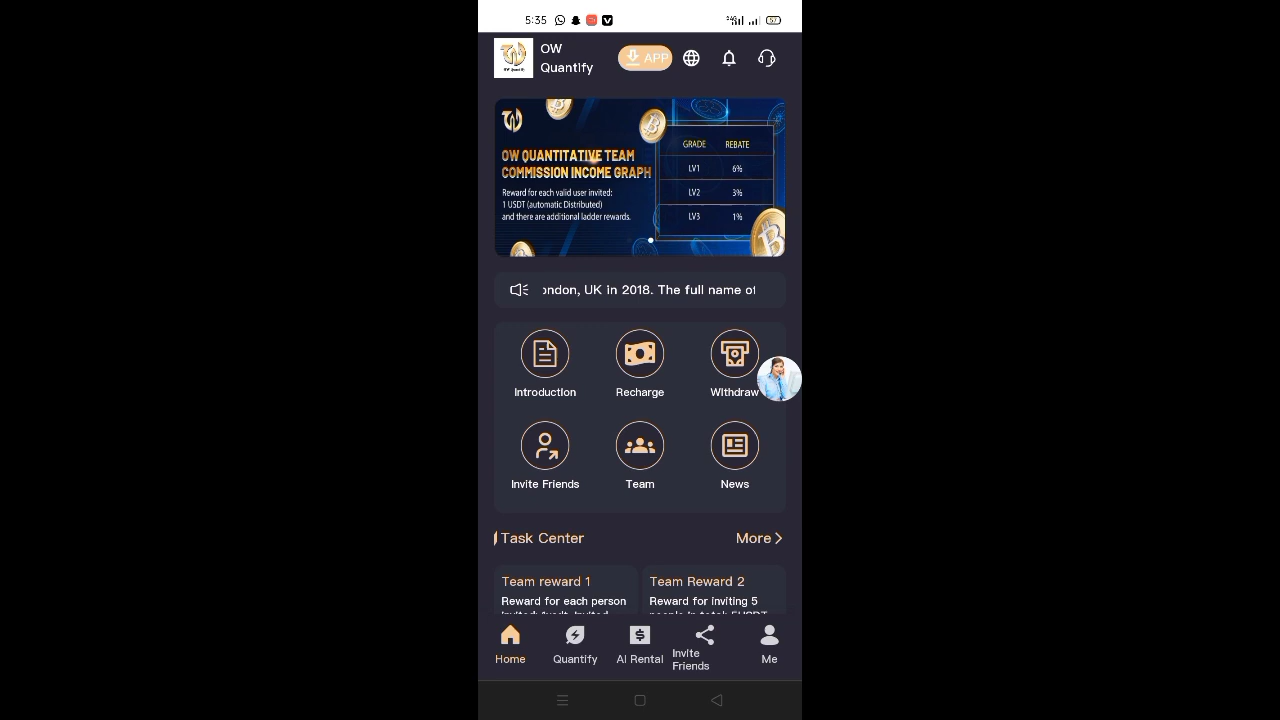 5:35
57
OW
Quantify
APP
OW Quantify
OW QUANTITATIVE TEAM
COMMISSION INCOME GRAPH
Reward for each valid user invited:
1 USDT (automatic Distributed)
and there are additional ladder rewards.
GRADE REBATE
LV1 6%
LV2 3%
LV3 1%
ondon, UK in 2018. The full name of
Introduction Recharge Withdraw
Invite Friends Team News
Task Center More
Team reward 1 Team Reward 2
Reward for each person Reward for inviting 5
Home Quantify AI Rental Invite Friends Me